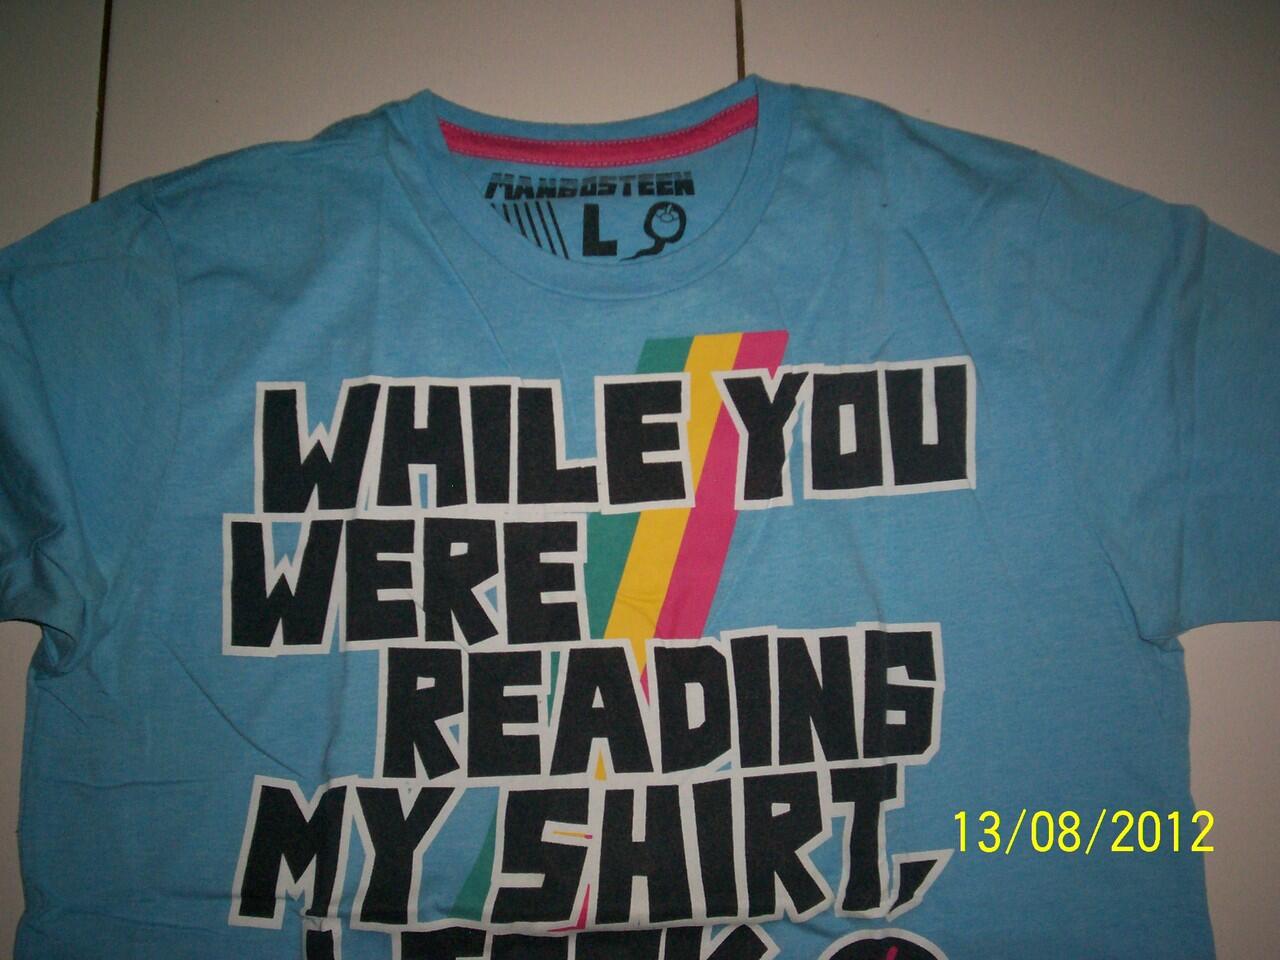 MANGOSTEEN
L
WHILE YOU
WERE
READING
MY SHIRT,
13/08/2012